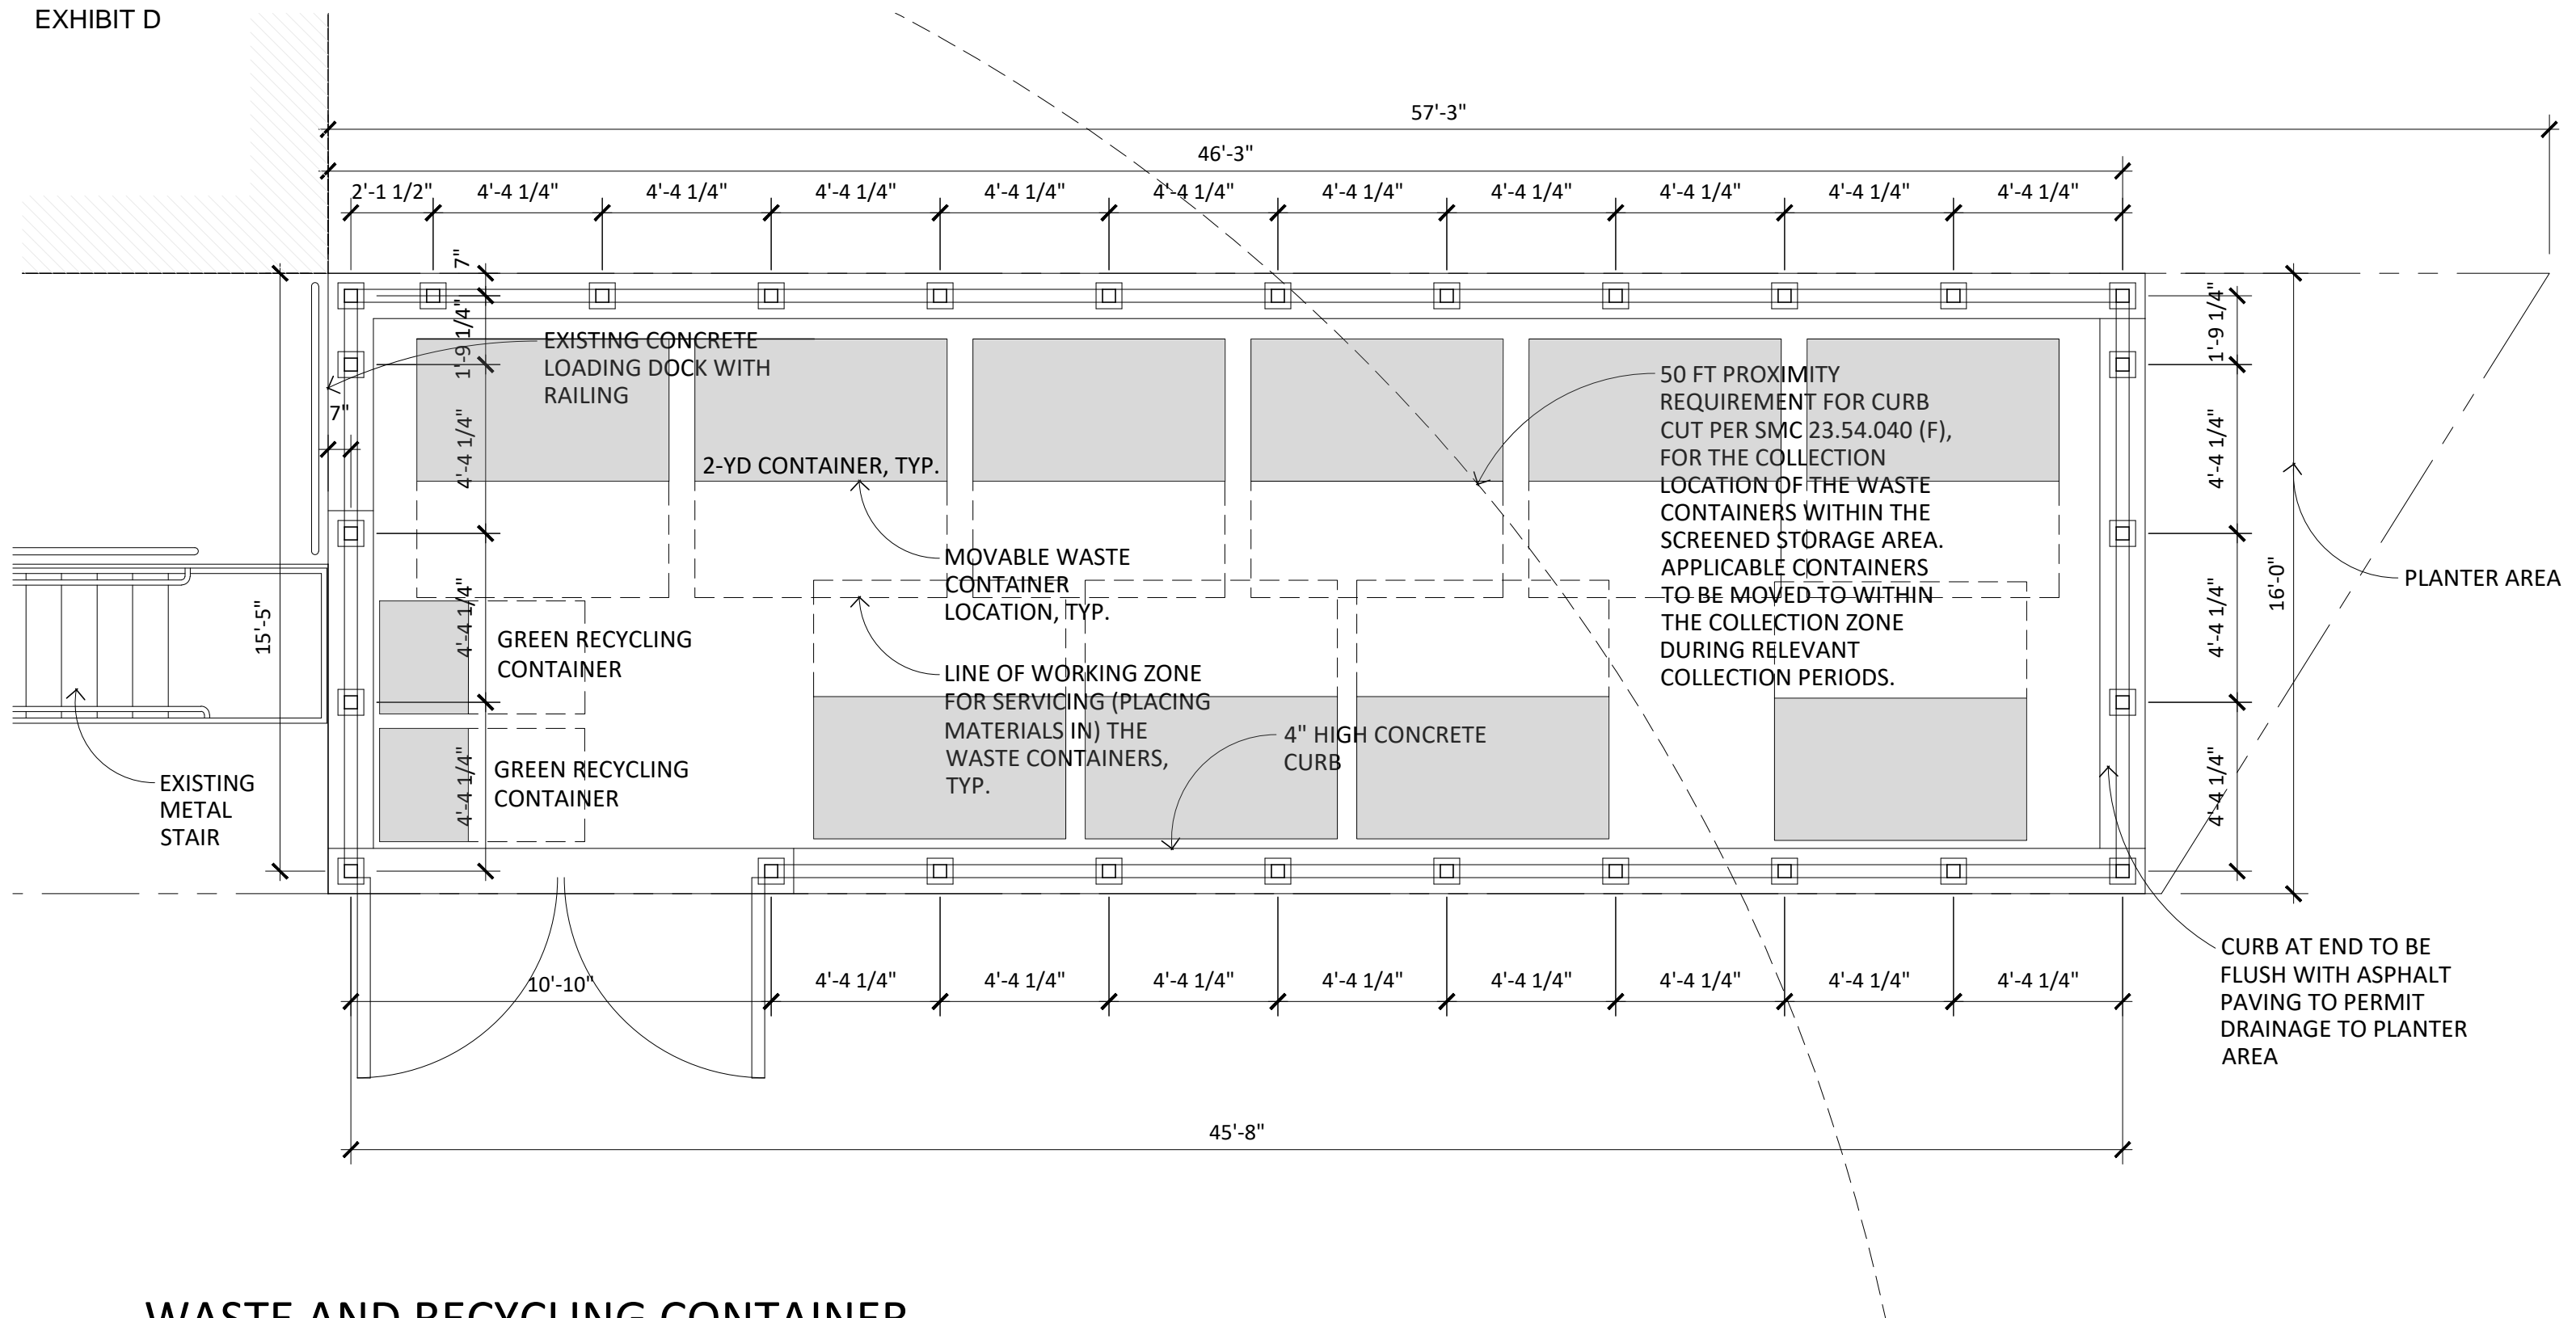 EXHIBIT D
57'-3"
46'-3"
2'-1 1/2"
4'-4 1/4"
4'-4 1/4"
4'-4 1/4"
4'-4 1/4"
4'-4 1/4"
4'-4 1/4"
4'-4 1/4"
4'-4 1/4"
4'-4 1/4"
4'-4 1/4"
7"
1'-9 1/4"
4'-4 1/4"
4'-4 1/4"
4'-4 1/4"
7"
15'-5"
EXISTING CONCRETE
LOADING DOCK WITH
RAILING
2-YD CONTAINER, TYP.
MOVABLE WASTE
CONTAINER
LOCATION, TYP.
LINE OF WORKING ZONE
FOR SERVICING (PLACING
MATERIALS IN) THE
WASTE CONTAINERS,
TYP.
GREEN RECYCLING
CONTAINER
GREEN RECYCLING
CONTAINER
4" HIGH CONCRETE
CURB
50 FT PROXIMITY
REQUIREMENT FOR CURB
CUT PER SMC 23.54.040 (F),
FOR THE COLLECTION
LOCATION OF THE WASTE
CONTAINERS WITHIN THE
SCREENED STORAGE AREA.
APPLICABLE CONTAINERS
TO BE MOVED TO WITHIN
THE COLLECTION ZONE
DURING RELEVANT
COLLECTION PERIODS.
1'-9 1/4"
4'-4 1/4"
4'-4 1/4"
4'-4 1/4"
16'-0"
PLANTER AREA
EXISTING
METAL
STAIR
CURB AT END TO BE
FLUSH WITH ASPHALT
PAVING TO PERMIT
DRAINAGE TO PLANTER
AREA
10'-10"
4'-4 1/4"
4'-4 1/4"
4'-4 1/4"
4'-4 1/4"
4'-4 1/4"
4'-4 1/4"
4'-4 1/4"
4'-4 1/4"
45'-8"
WASTE AND RECYCLING CONTAINER